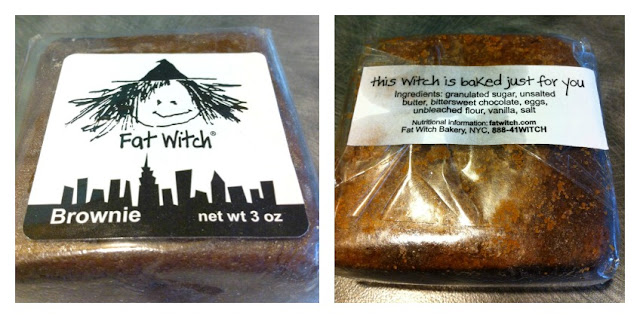 Fat Witch®
Brownie net wt 3 oz
this witch is baked just for you
Ingredients: granulated sugar, unsalted
butter, bittersweet chocolate, eggs,
unbleached flour, vanilla, salt
Nutritional information: fatwitch.com
Fat Witch Bakery, NYC, 888-41WITCH